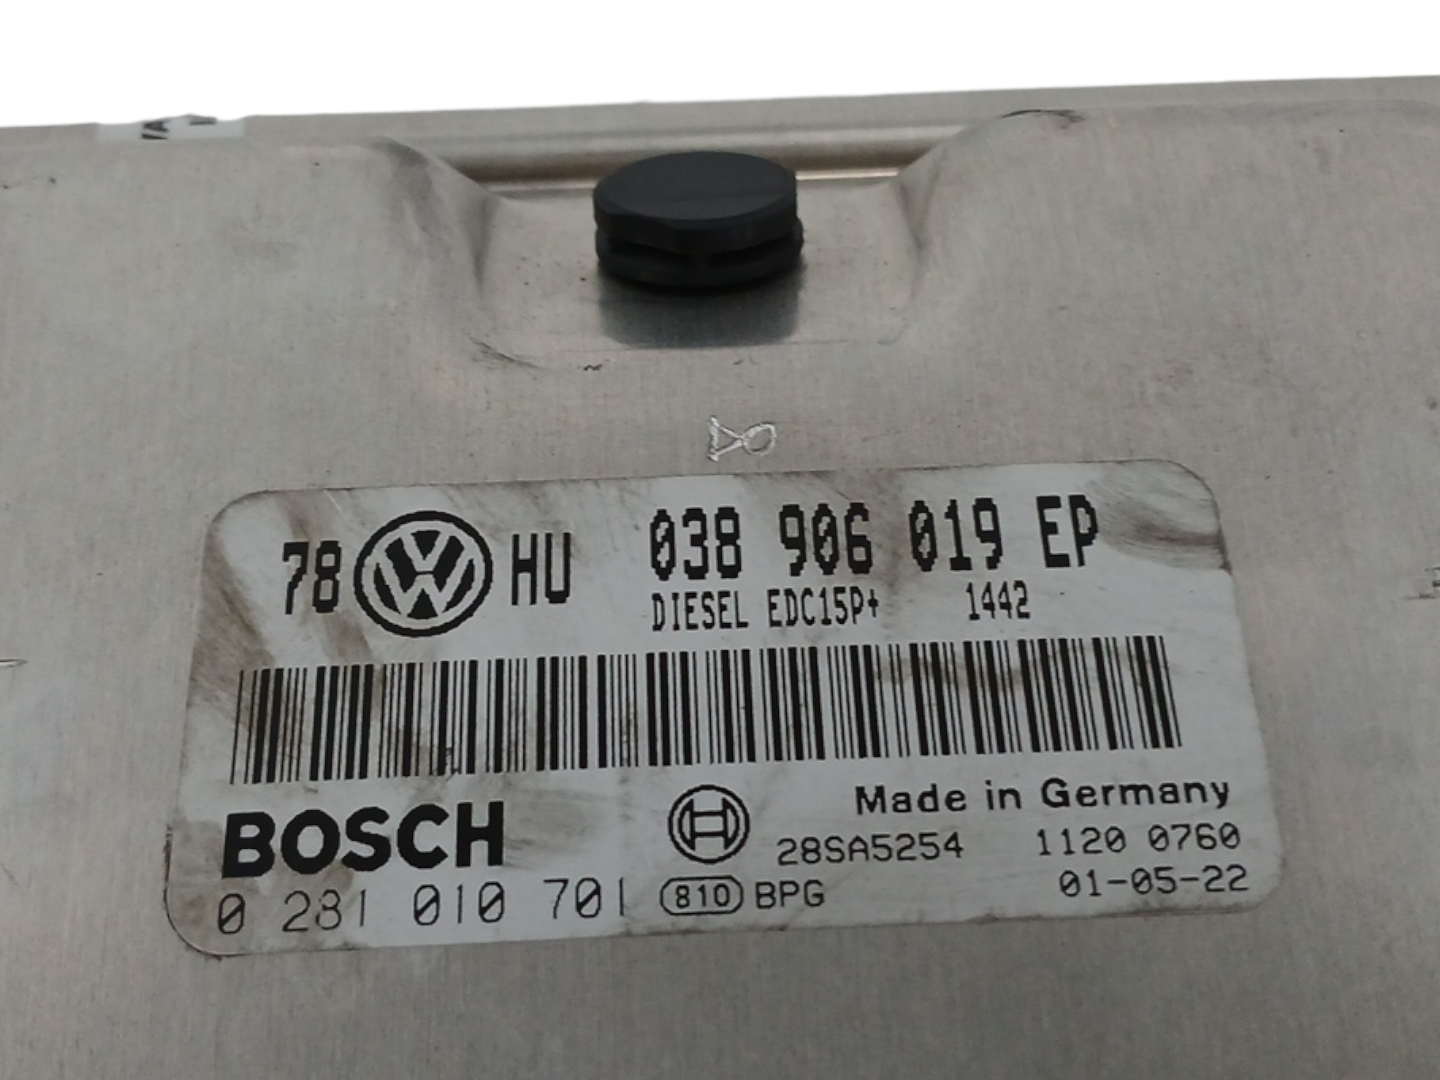 78 HU 038 906 019 EP
DIESEL EDC15P+ 1442
BOSCH
Made in Germany
28SA5254 1120 0760
0 281 010 701 810 BPG 01-05-22